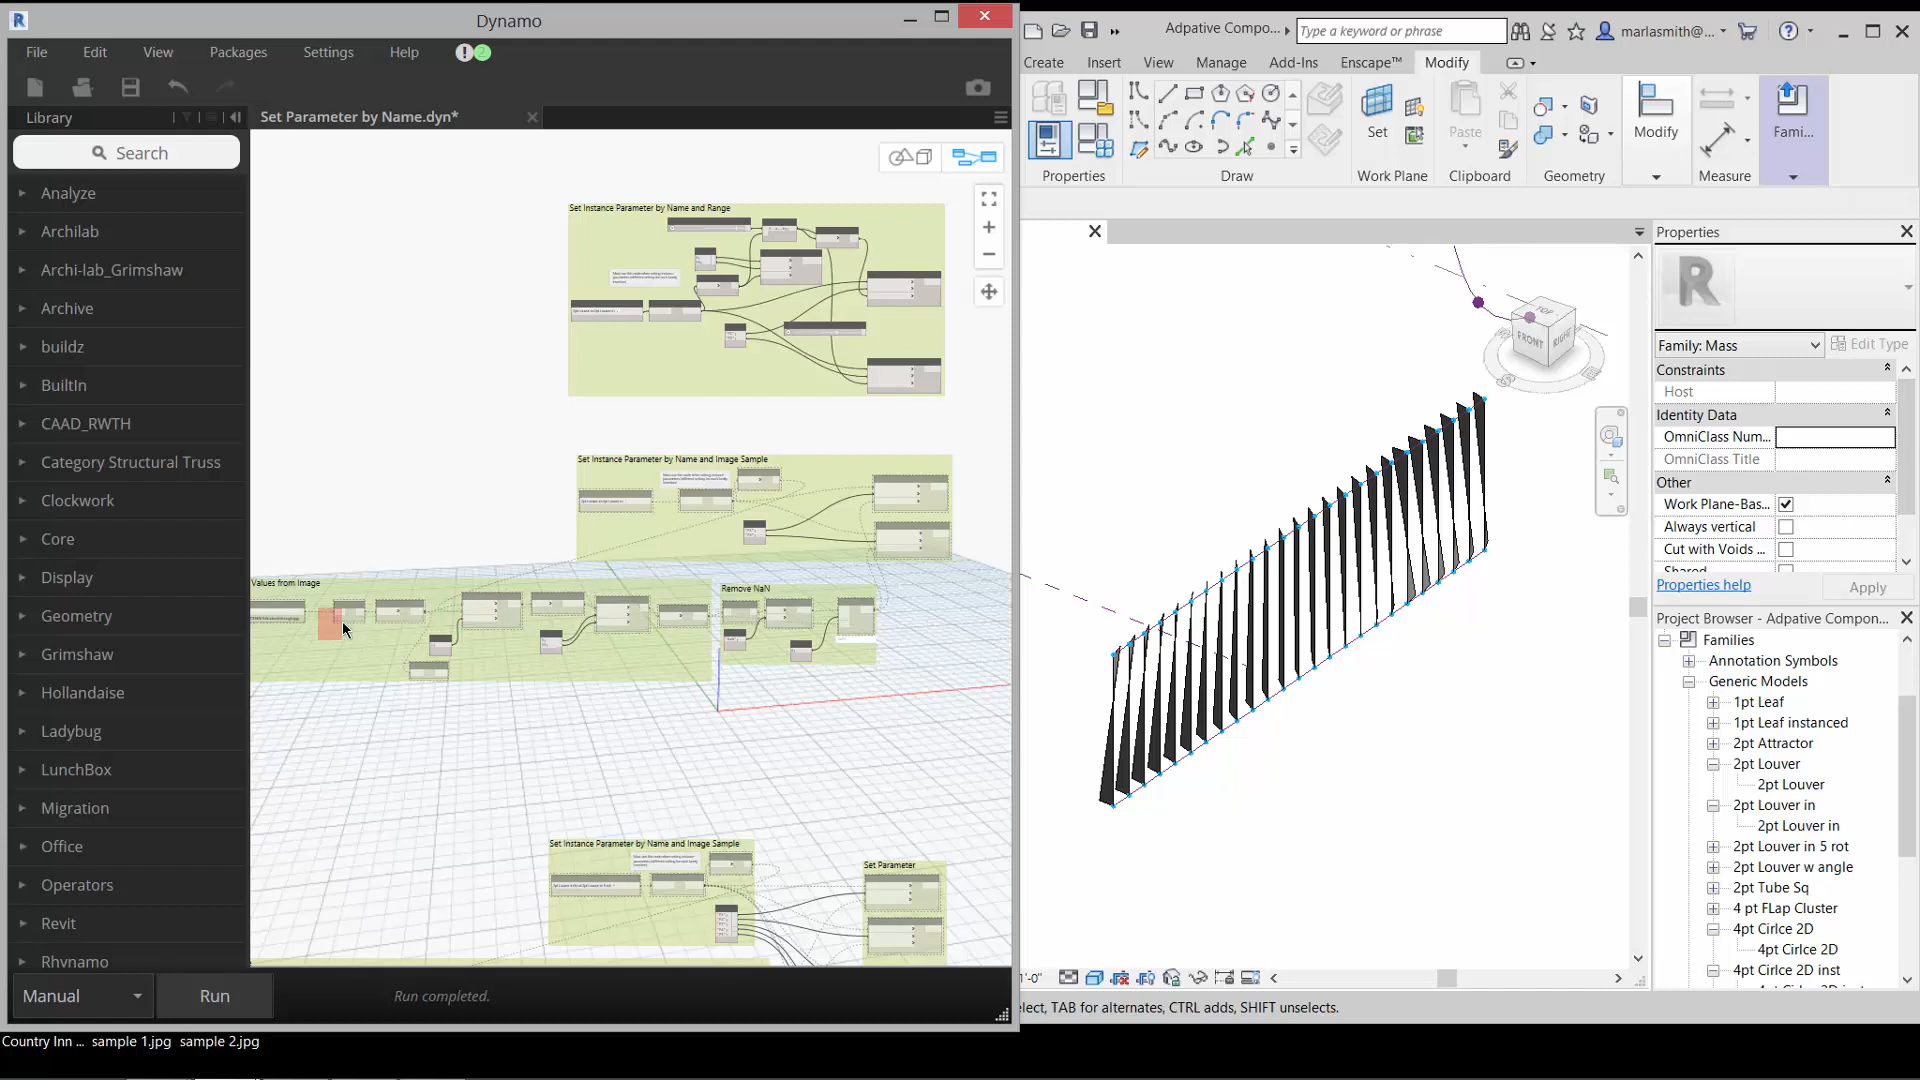 Dynamo
File Edit View Packages Settings Help
2
Library
Set Parameter by Name.dyn*
Search
Analyze
Archilab
Archi-lab_Grimshaw
Archive
buildz
BuiltIn
CAAD_RWTH
Category Structural Truss
Clockwork
Core
Display
Geometry
Grimshaw
Hollandaise
Ladybug
LunchBox
Migration
Office
Operators
Revit
Rhynamo
Manual
Run
Run completed.
Set Instance Parameter by Name and Range
Set Instance Parameter by Name and Image Sample
Values from Image
Remove NaN
Set Instance Parameter by Name and Image Sample
Set Parameter
Country Inn ... sample 1.jpg sample 2.jpg
Adpative Compo...
Type a keyword or phrase
marlasmith@...
Create Insert View Manage Add-Ins Enscape™ Modify
Set
Paste
Modify
Fami...
Properties Draw Work Plane Clipboard Geometry Measure
TOP
FRONT
RIGHT
Properties
R
Family: Mass
Edit Type
Constraints
Host
Identity Data
OmniClass Num...
OmniClass Title
Other
Work Plane-Bas...
Always vertical
Cut with Voids ...
Shared
Properties help
Apply
Project Browser - Adpative Compon...
Families
Annotation Symbols
Generic Models
1pt Leaf
1pt Leaf instanced
2pt Attractor
2pt Louver
2pt Louver
2pt Louver in
2pt Louver in
2pt Louver in 5 rot
2pt Louver w angle
2pt Tube Sq
4 pt FLap Cluster
4pt Cirlce 2D
4pt Cirlce 2D
4pt Cirlce 2D inst
1'-0"
elect, TAB for alternates, CTRL adds, SHIFT unselects.